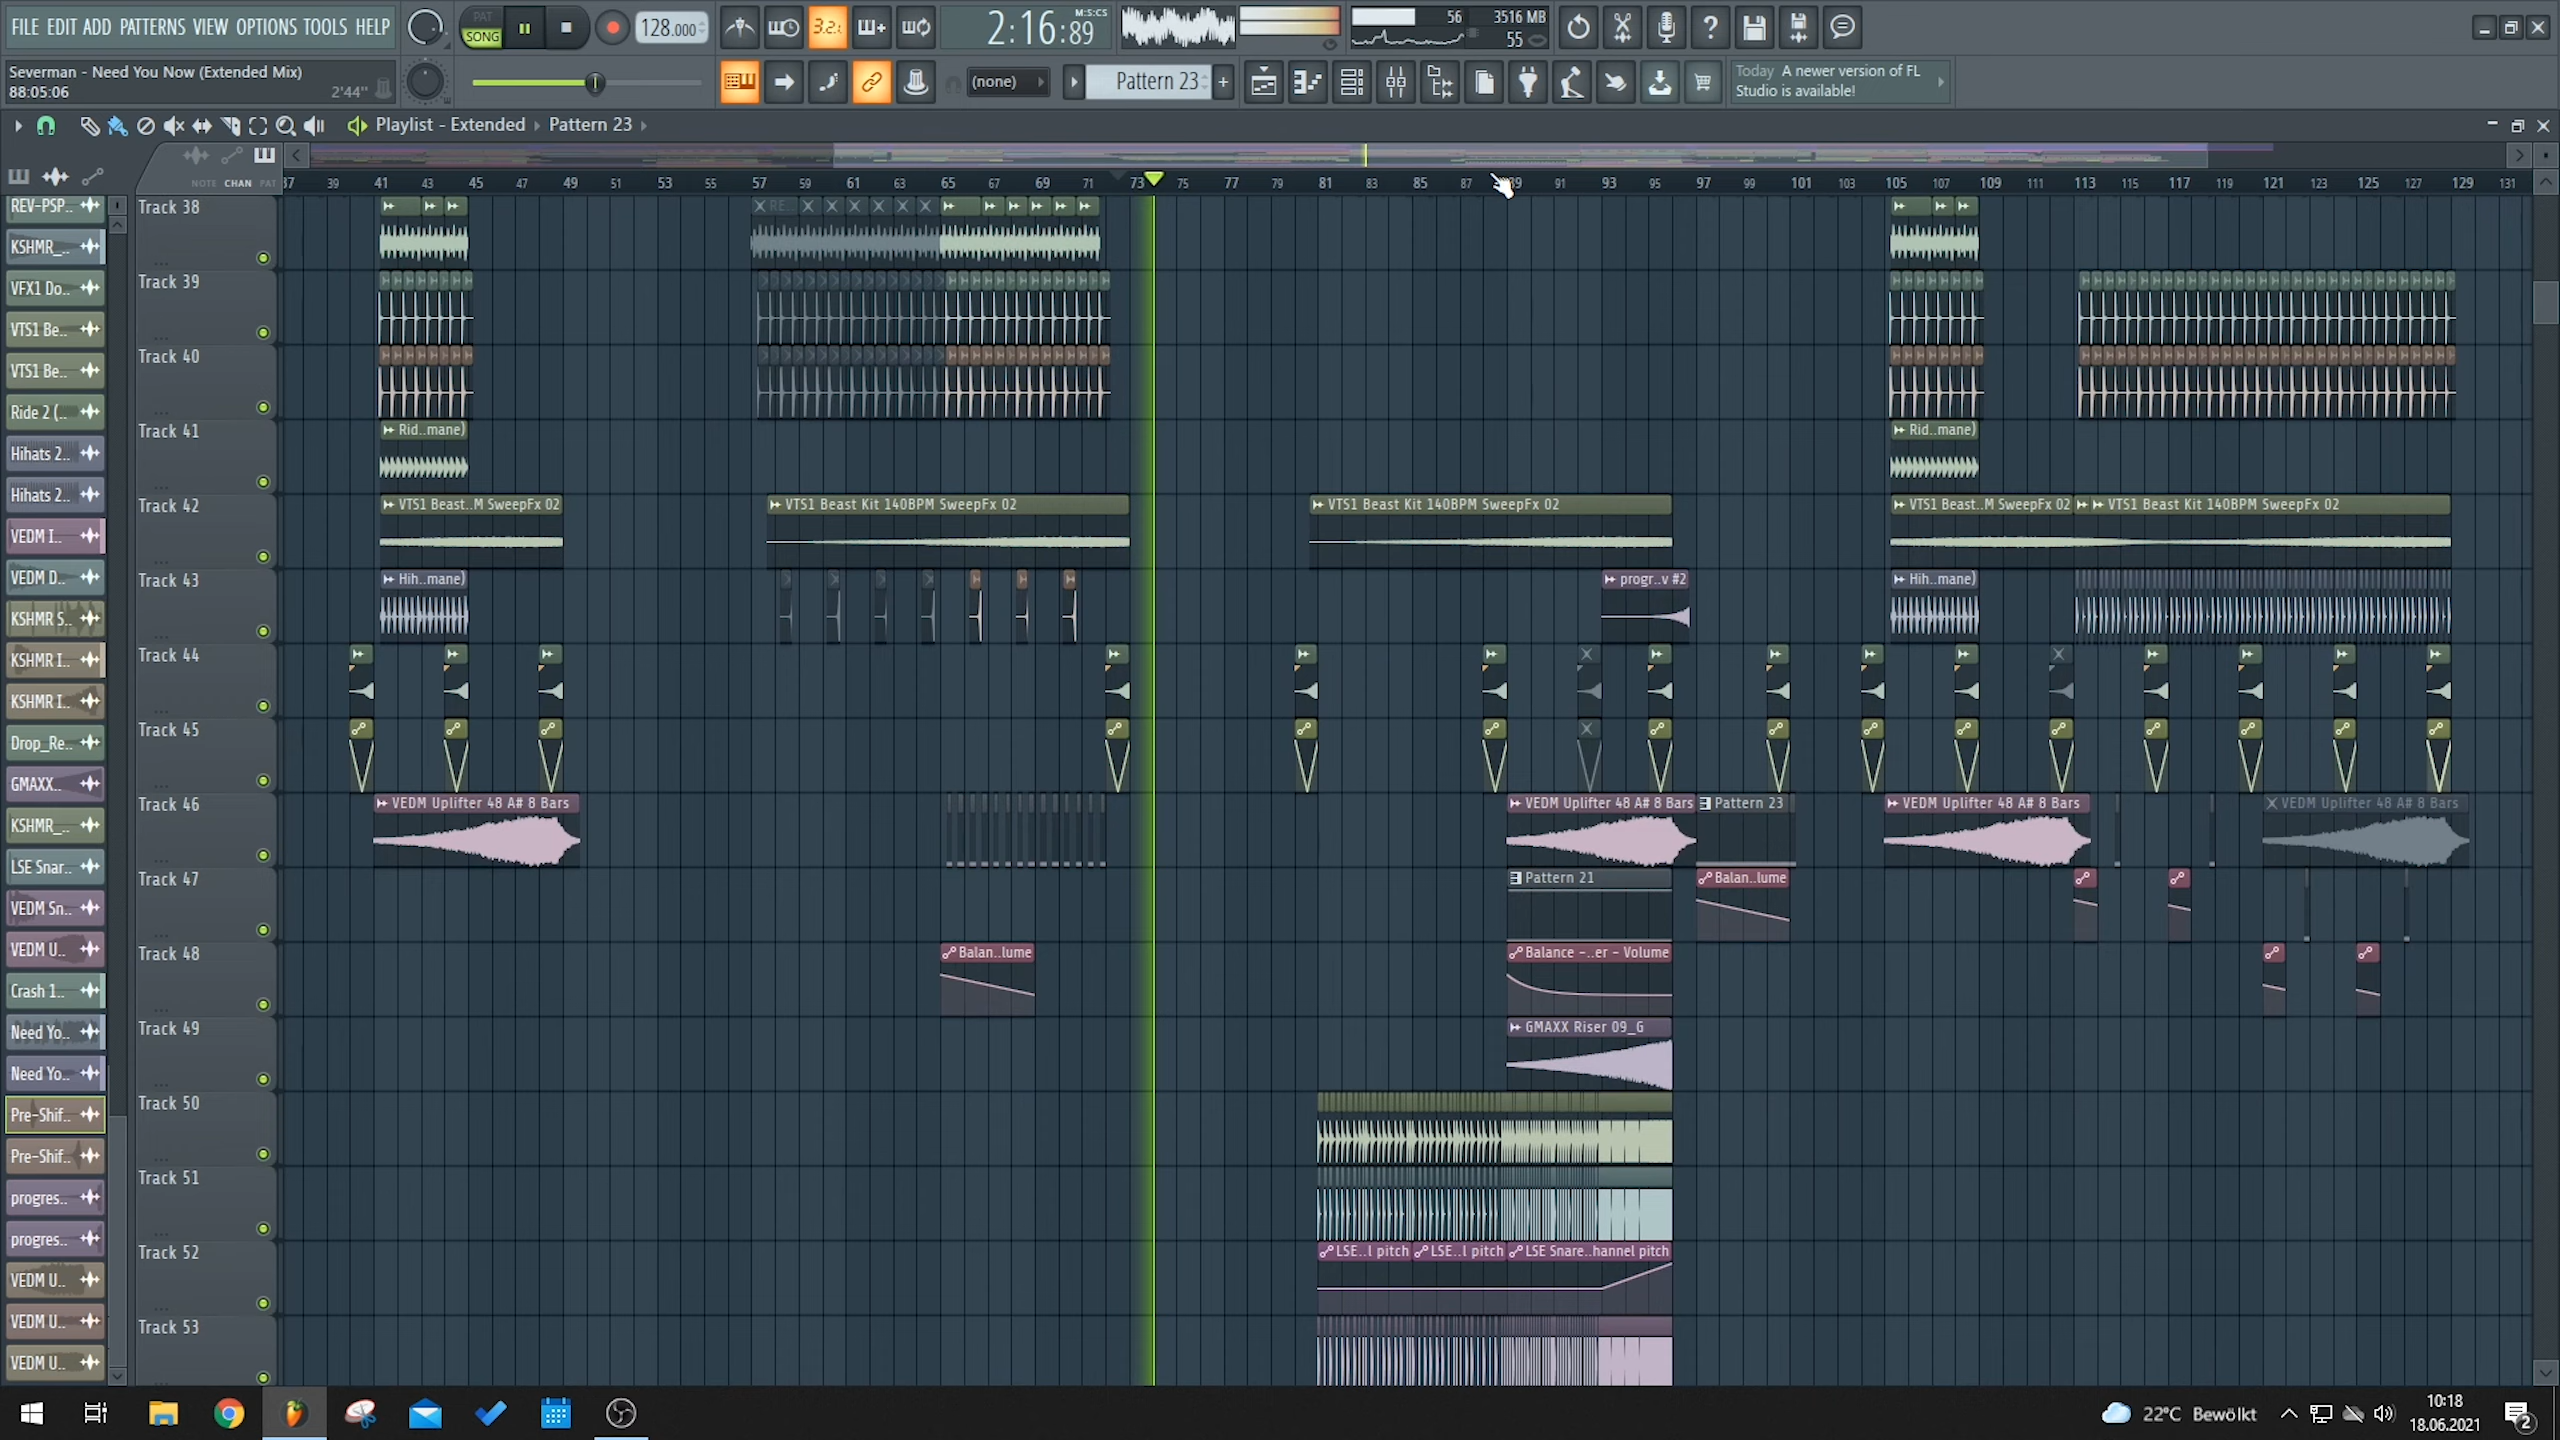 FILE EDIT ADD PATTERNS VIEW OPTIONS TOOLS HELP
PAT
SONG
128.000
3.2.
2:16:89
M:S:CS
56
3516 MB
55
Severman - Need You Now (Extended Mix)
88:05:06
2'44"
(none)
Pattern 23
Today A newer version of FL
Studio is available!
Playlist - Extended
Pattern 23
NOTE CHAN PAT
37 39 41 43 45 47 49 51 53 55 57 59 61 63 65 67 69 71 73 75 77 79 81 83 85 87 89 91 93 95 97 99 101 103 105 107 109 111 113 115 117 119 121 123 125 127 129 131
REV-PSP..
KSHMR_..
VFX1 Do..
VTS1 Be..
VTS1 Be..
Ride 2 (..
Hihats 2..
Hihats 2..
VEDM I..
VEDM D..
KSHMR S..
KSHMR I..
KSHMR I..
Drop_Re..
GMAXX..
KSHMR_..
LSE Snar..
VEDM Sn..
VEDM U..
Crash 1..
Need Yo..
Need Yo..
Pre-Shif..
Pre-Shif..
progres..
progres..
VEDM U..
VEDM U..
VEDM U..
Track 38
RE..
Track 39
Track 40
Track 41
Rid..mane)
Rid..mane)
Track 42
VTS1 Beast..M SweepFx 02
VTS1 Beast Kit 140BPM SweepFx 02
VTS1 Beast Kit 140BPM SweepFx 02
VTS1 Beast..M SweepFx 02
VTS1 Beast Kit 140BPM SweepFx 02
Track 43
Hih..mane)
progr..v #2
Hih..mane)
Track 44
Track 45
Track 46
VEDM Uplifter 48 A# 8 Bars
VEDM Uplifter 48 A# 8 Bars
Pattern 23
VEDM Uplifter 48 A# 8 Bars
VEDM Uplifter 48 A# 8 Bars
Track 47
Pattern 21
Balan..lume
Track 48
Balan..lume
Balance -..er - Volume
Track 49
GMAXX Riser 09_G
Track 50
Track 51
Track 52
LSE..l pitch
LSE..l pitch
LSE Snare..hannel pitch
Track 53
22°C Bewölkt
10:18
18.06.2021
2